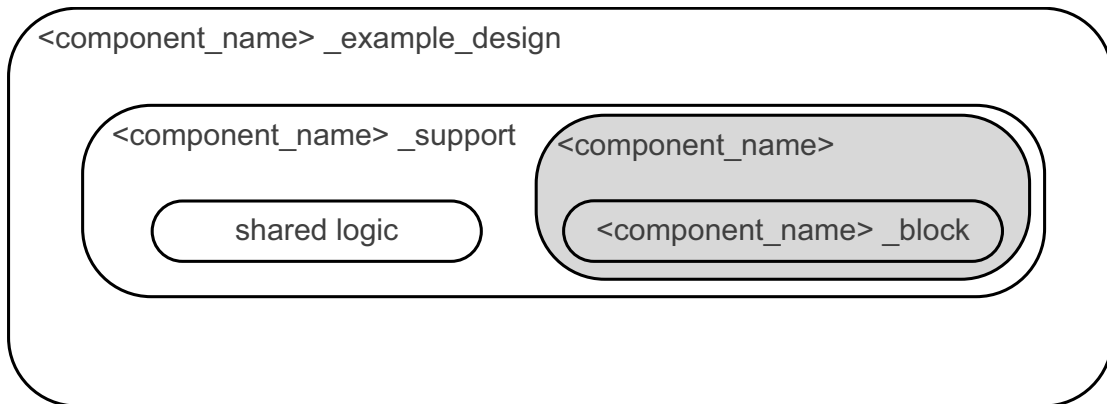 <component_name> _example_design
<component_name> _support
<component_name>
shared logic
<component_name> _block